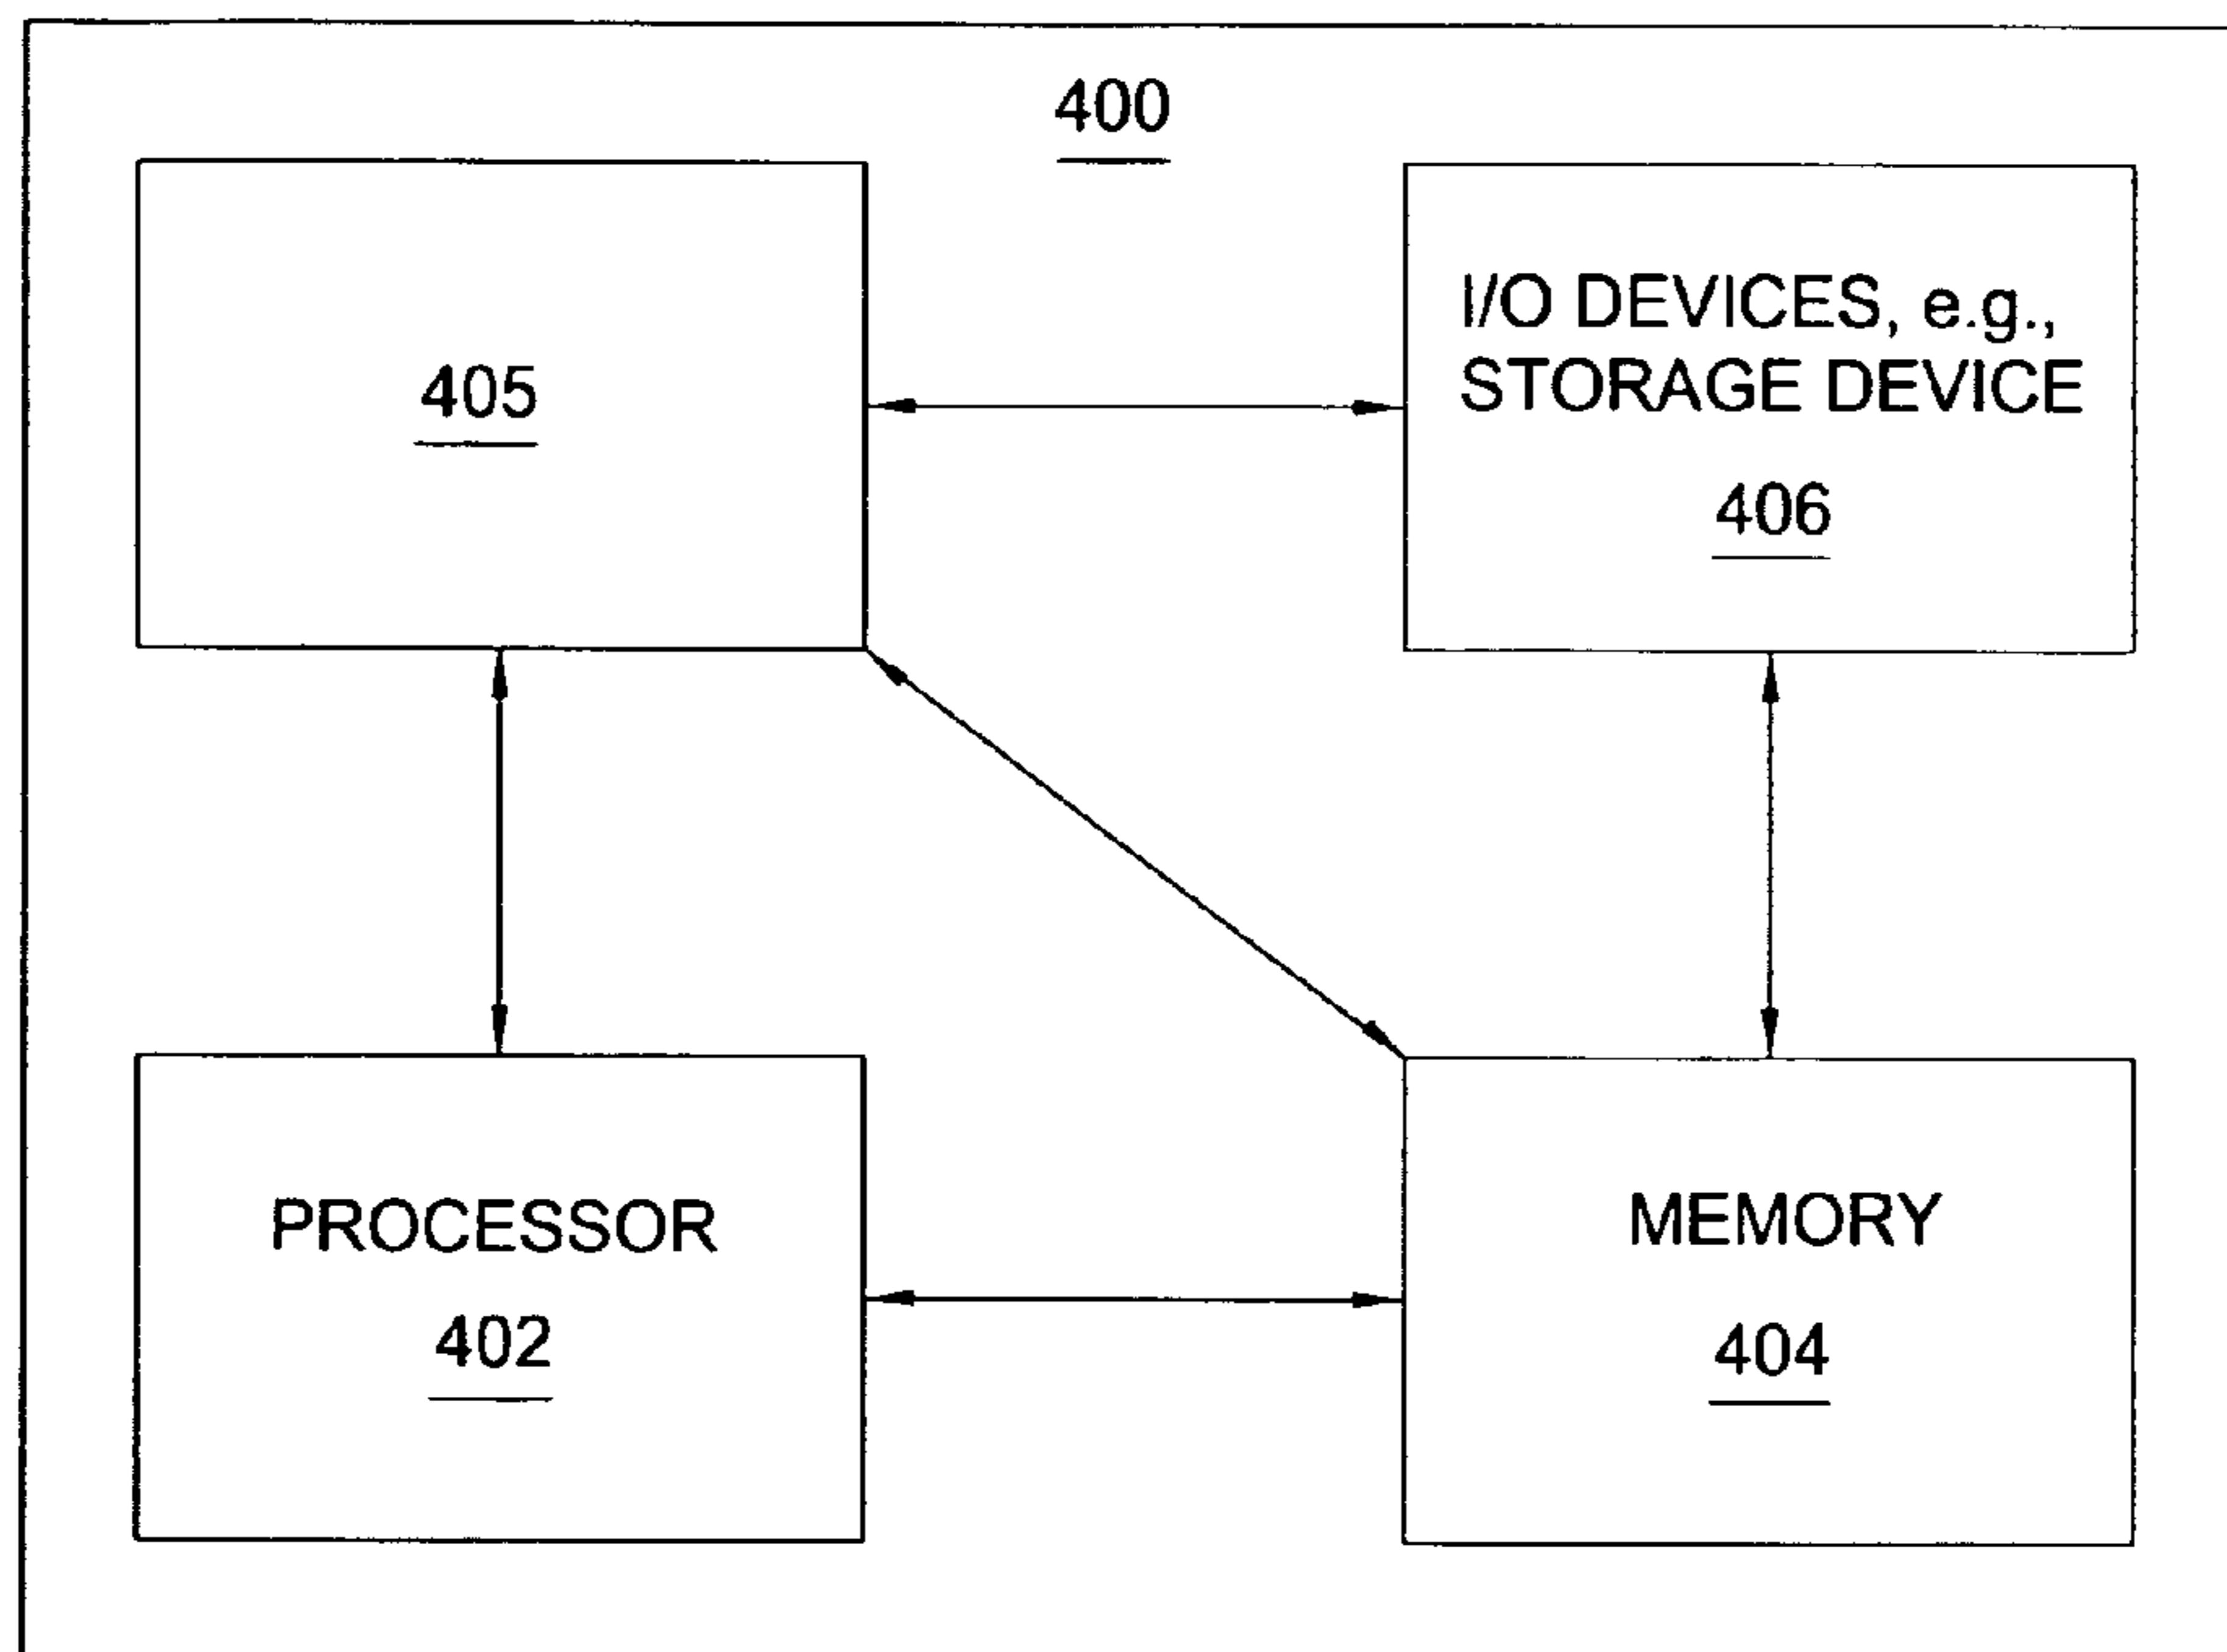 400
405
I/O DEVICES, e.g.,
STORAGE DEVICE
406
PROCESSOR
402
MEMORY
404